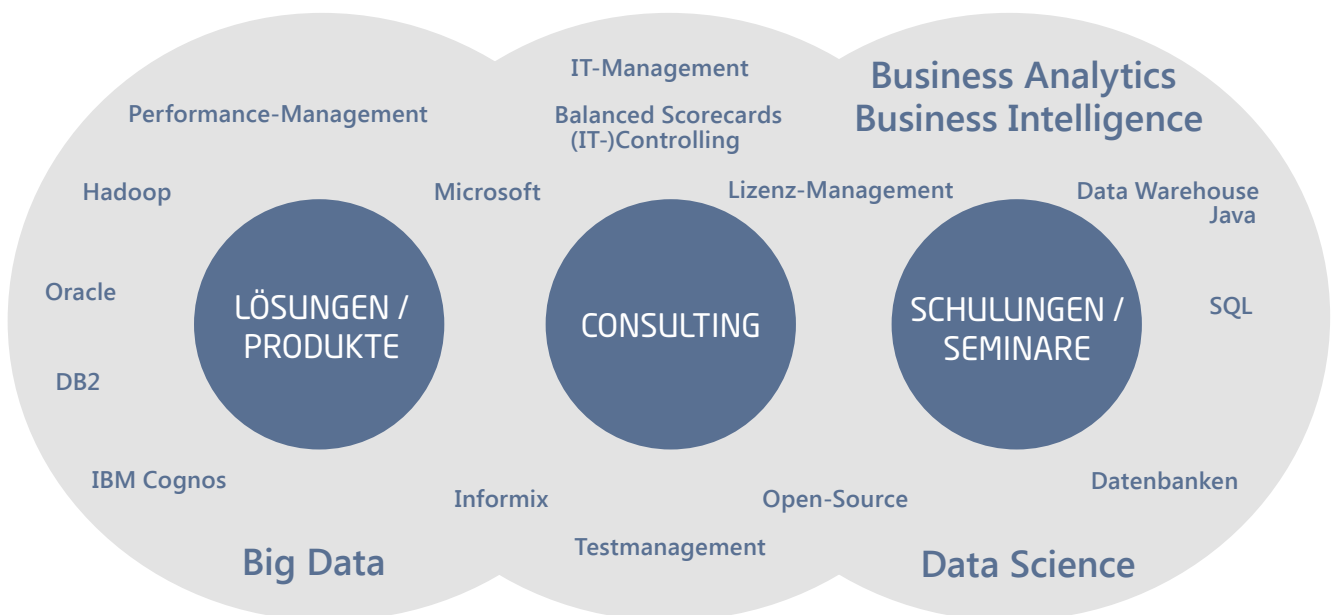 IT-Management
Business Analytics
Business Intelligence
Performance-Management
Balanced Scorecards
(IT-)Controlling
Hadoop
Microsoft
Lizenz-Management
Data Warehouse
Java
Oracle
LÖSUNGEN /
PRODUKTE
CONSULTING
SCHULUNGEN /
SEMINARE
SQL
DB2
IBM Cognos
Informix
Open-Source
Datenbanken
Big Data
Testmanagement
Data Science